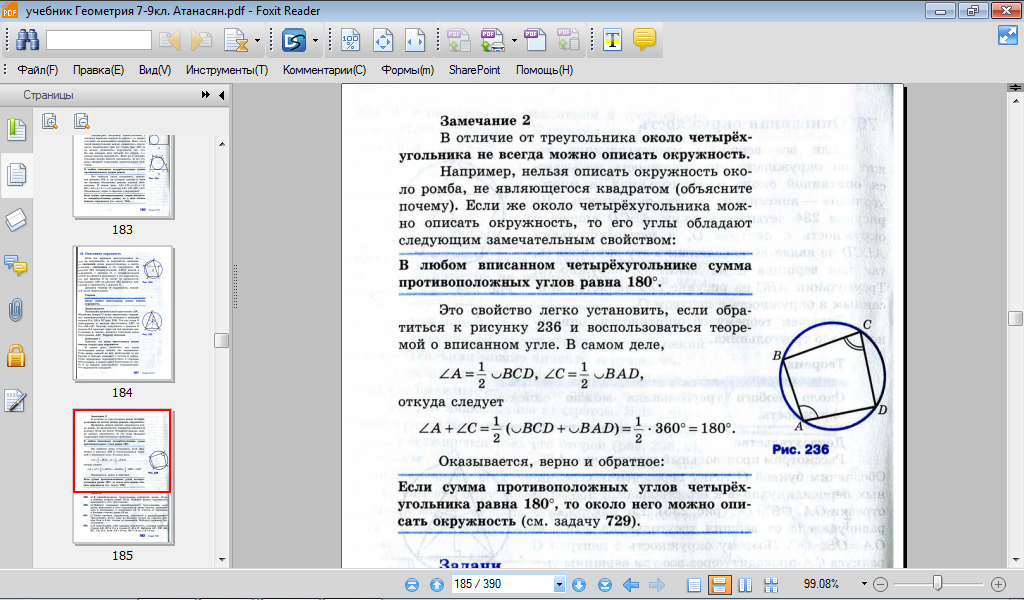 учебник Геометрия 7-9кл. Атанасян.pdf - Foxit Reader
Файл(F) Правка(E) Вид(V) Инструменты(T) Комментарии(C) Формы(m) SharePoint Помощь(H)
Страницы
183
184
185
Замечание 2
В отличие от треугольника около четырёх-
угольника не всегда можно описать окружность.
Например, нельзя описать окружность око-
ло ромба, не являющегося квадратом (объясните
почему). Если же около четырёхугольника мож-
но описать окружность, то его углы обладают
следующим замечательным свойством:
В любом вписанном четырёхугольнике сумма
противоположных углов равна 180°.
Это свойство легко установить, если обра-
титься к рисунку 236 и воспользоваться теоре-
мой о вписанном угле. В самом деле,
∠A = 1/2 ◡BCD, ∠C = 1/2 ◡BAD,
откуда следует
∠A + ∠C = 1/2 (◡BCD + ◡BAD) = 1/2 · 360° = 180°.
B
C
D
A
Рис. 236
Оказывается, верно и обратное:
Если сумма противоположных углов четырёх-
угольника равна 180°, то около него можно опи-
сать окружность (см. задачу 729).
Задачи
185 / 390
99.08%